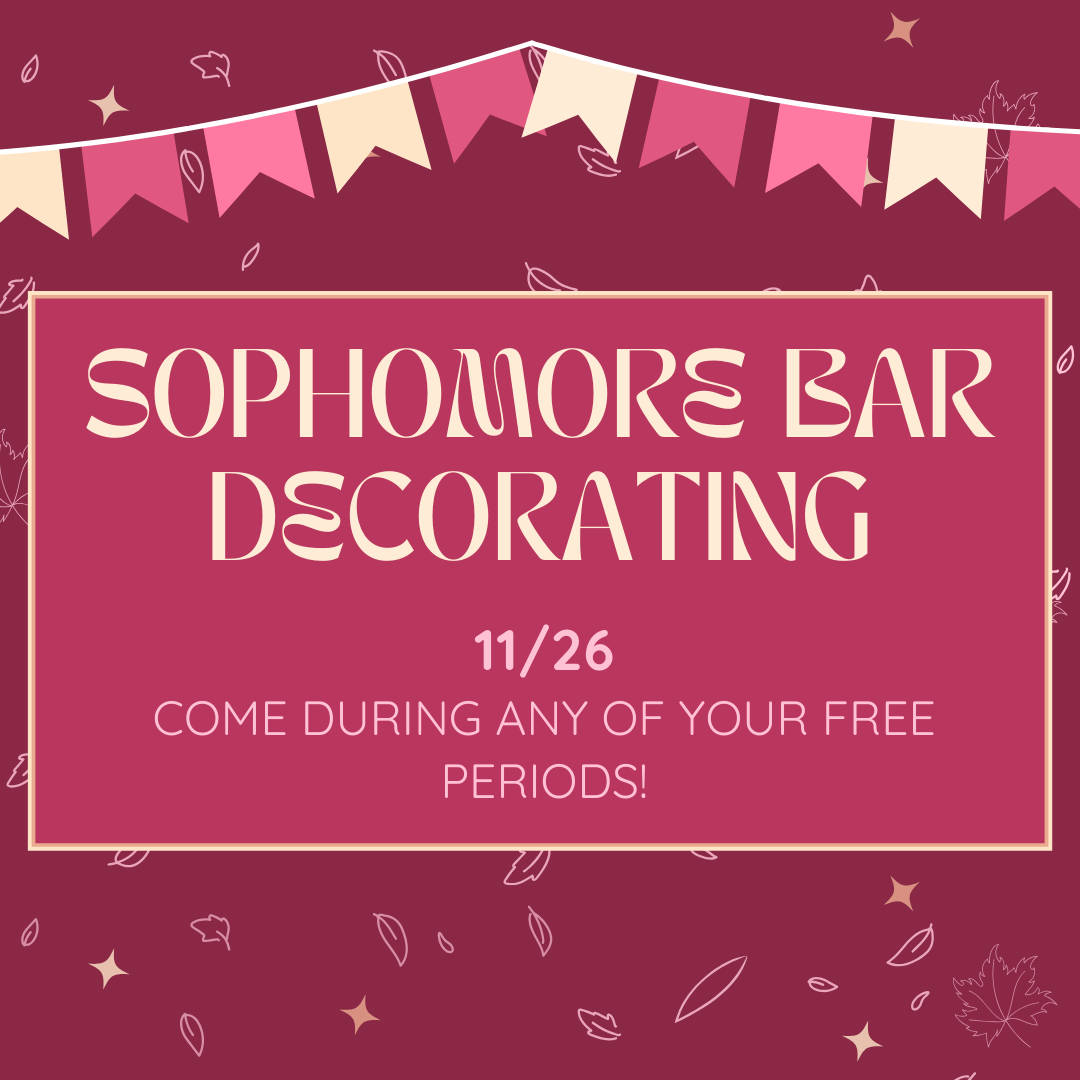 SOPHOMORE BAR
DECORATING
11/26
COME DURING ANY OF YOUR FREE
PERIODS!